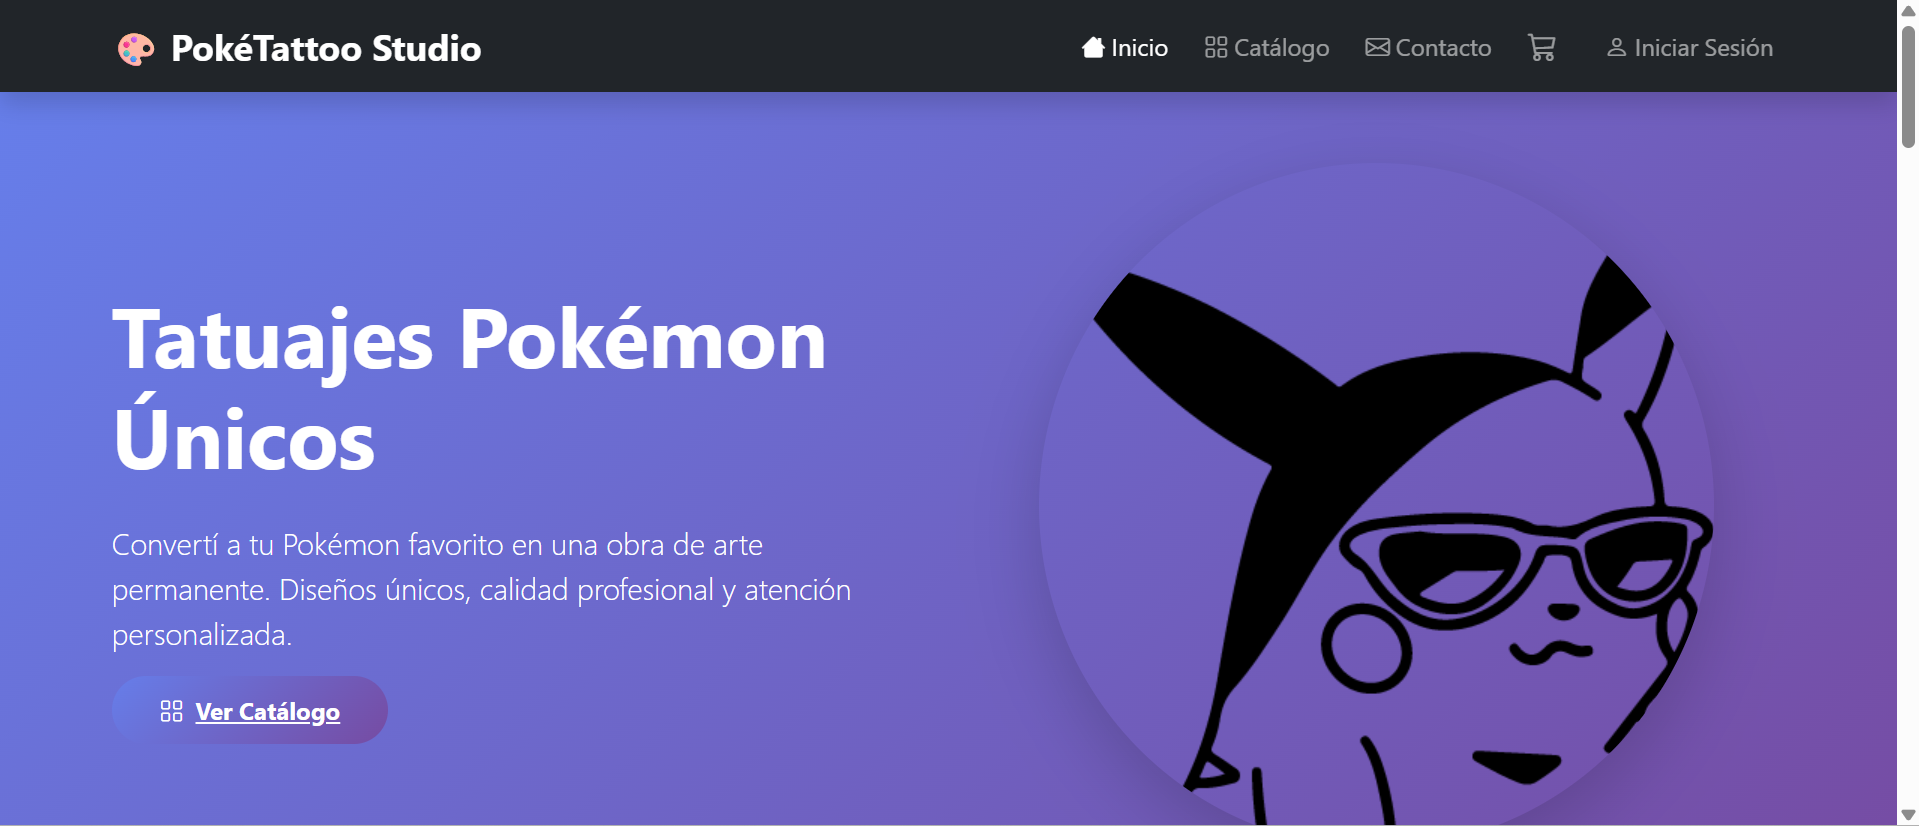 PokéTattoo Studio
Inicio
Catálogo
Contacto
Iniciar Sesión
Tatuajes Pokémon
Únicos
Convertí a tu Pokémon favorito en una obra de arte
permanente. Diseños únicos, calidad profesional y atención
personalizada.
Ver Catálogo